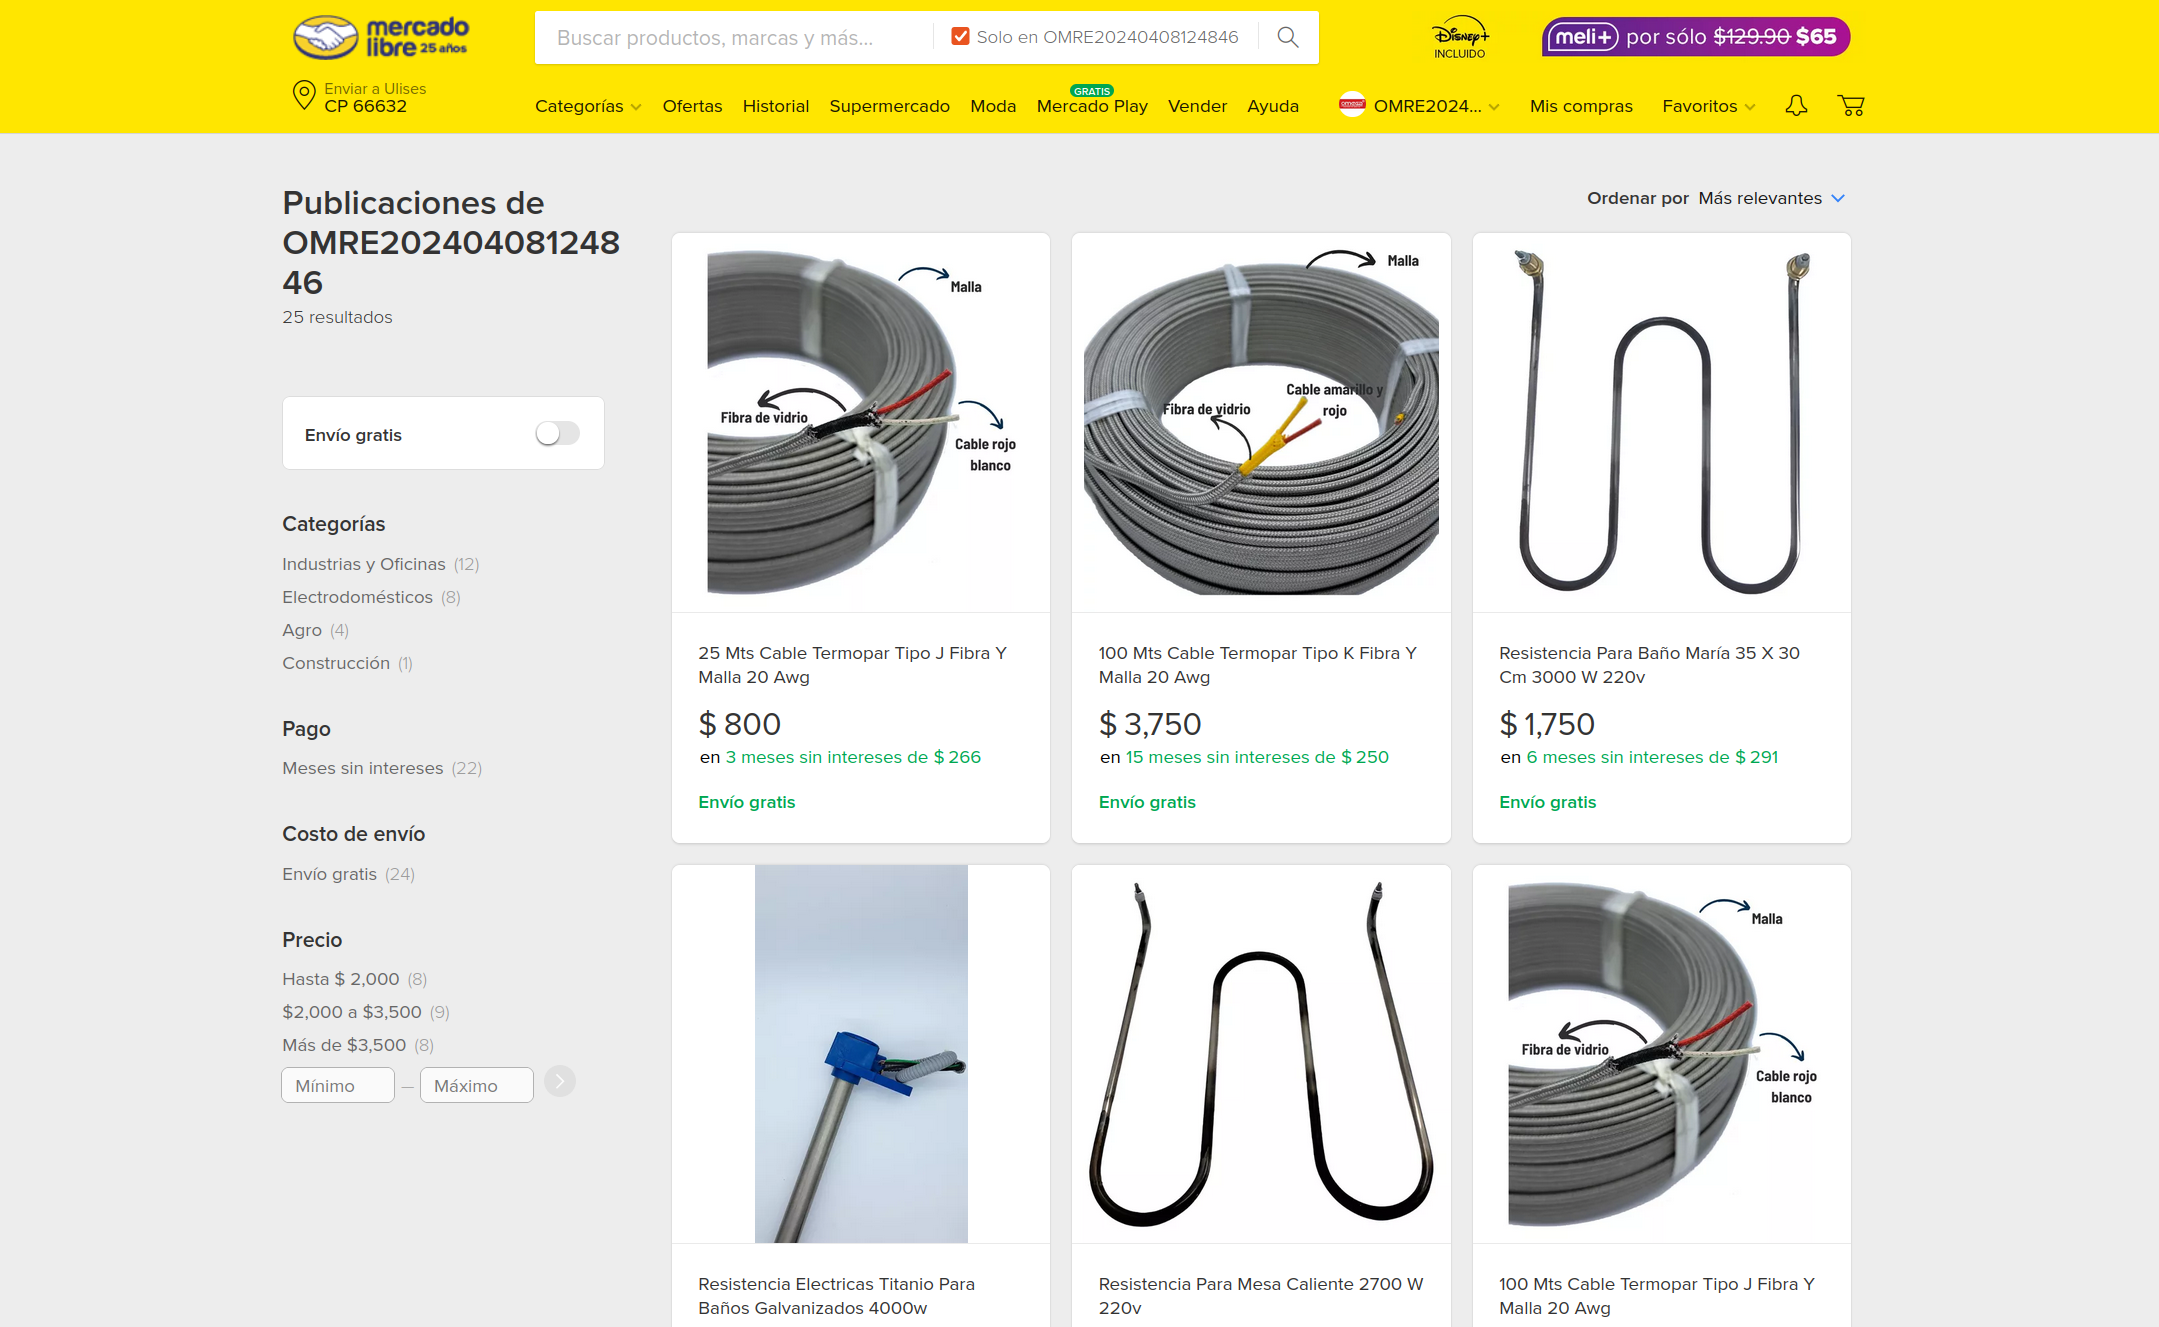 mercado
libre 25 años
Buscar productos, marcas y más...
Solo en OMRE20240408124846
Disney+
INCLUIDO
meli+ por sólo $129.90 $65
Enviar a Ulises
CP 66632
Categorías
Ofertas
Historial
Supermercado
Moda
GRATIS
Mercado Play
Vender
Ayuda
omega
OMRE2024...
Mis compras
Favoritos
Publicaciones de
OMRE202404081248
46
25 resultados
Ordenar por Más relevantes
Envío gratis
Categorías
Industrias y Oficinas (12)
Electrodomésticos (8)
Agro (4)
Construcción (1)
Pago
Meses sin intereses (22)
Costo de envío
Envío gratis (24)
Precio
Hasta $ 2,000 (8)
$2,000 a $3,500 (9)
Más de $3,500 (8)
Mínimo — Máximo
Malla
Fibra de vidrio
Cable rojo
blanco
25 Mts Cable Termopar Tipo J Fibra Y
Malla 20 Awg
$ 800
en 3 meses sin intereses de $ 266
Envío gratis
Malla
Cable amarillo y
rojo
Fibra de vidrio
100 Mts Cable Termopar Tipo K Fibra Y
Malla 20 Awg
$ 3,750
en 15 meses sin intereses de $ 250
Envío gratis
Resistencia Para Baño María 35 X 30
Cm 3000 W 220v
$ 1,750
en 6 meses sin intereses de $ 291
Envío gratis
Resistencia Electricas Titanio Para
Baños Galvanizados 4000w
Resistencia Para Mesa Caliente 2700 W
220v
Malla
Fibra de vidrio
Cable rojo
blanco
100 Mts Cable Termopar Tipo J Fibra Y
Malla 20 Awg